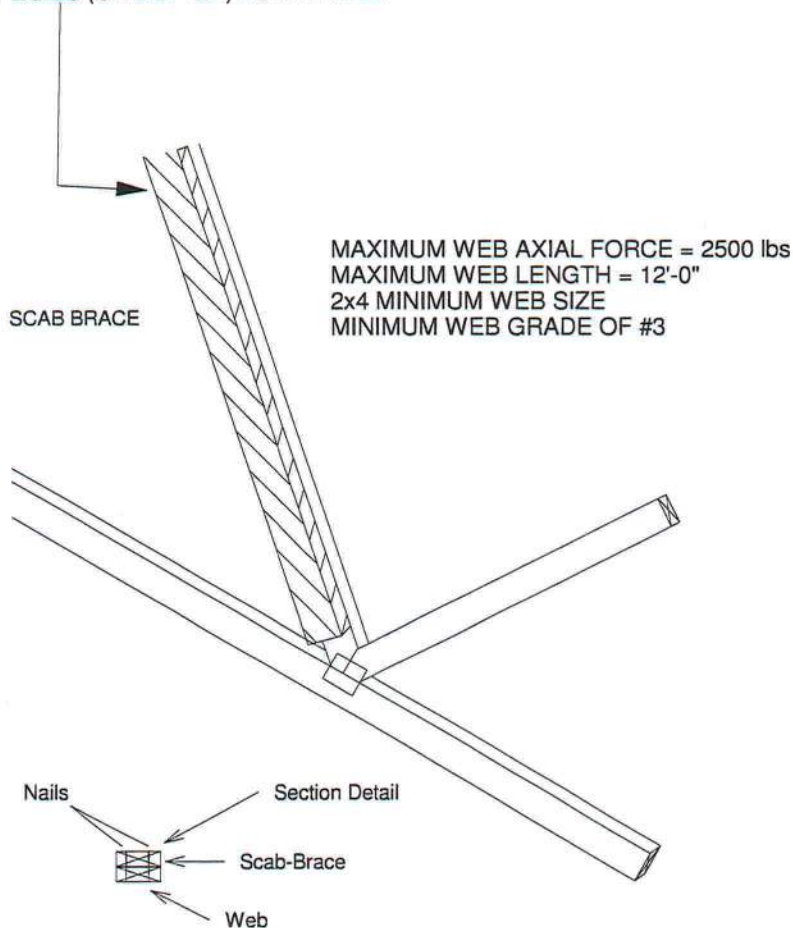 SCAB BRACE
MAXIMUM WEB AXIAL FORCE = 2500 lbs
MAXIMUM WEB LENGTH = 12'-0"
2x4 MINIMUM WEB SIZE
MINIMUM WEB GRADE OF #3
Nails
Section Detail
Scab-Brace
Web